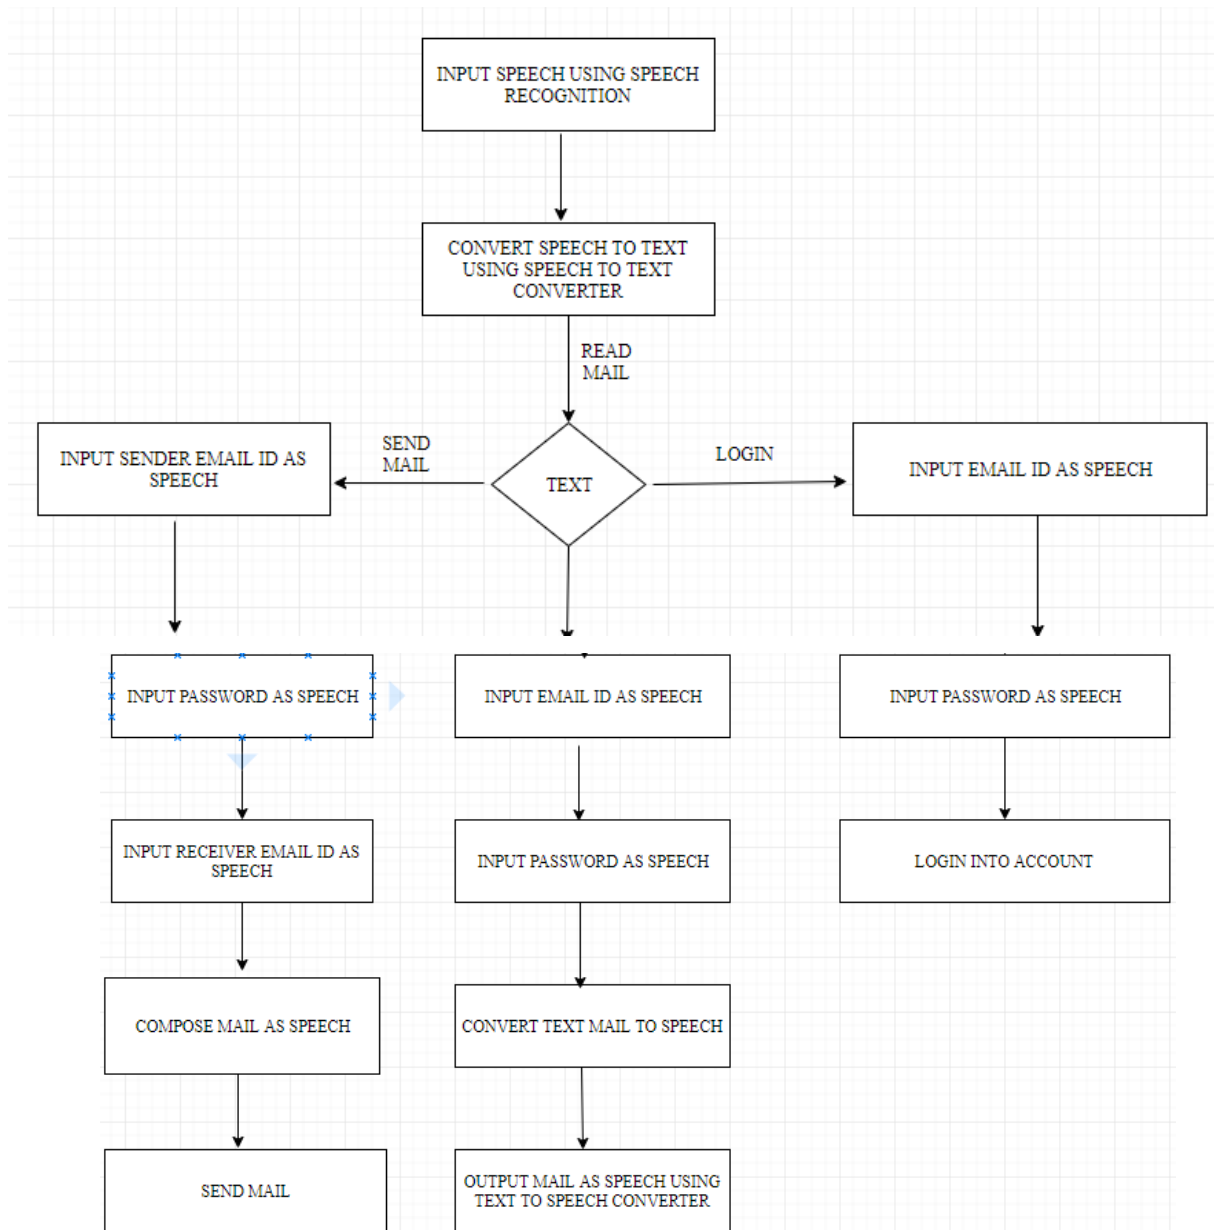 INPUT SPEECH USING SPEECH
RECOGNITION
CONVERT SPEECH TO TEXT
USING SPEECH TO TEXT
CONVERTER
READ
MAIL
INPUT SENDER EMAIL ID AS
SPEECH
SEND
MAIL
TEXT
LOGIN
INPUT EMAIL ID AS SPEECH
INPUT PASSWORD AS SPEECH
INPUT EMAIL ID AS SPEECH
INPUT PASSWORD AS SPEECH
INPUT RECEIVER EMAIL ID AS
SPEECH
INPUT PASSWORD AS SPEECH
LOGIN INTO ACCOUNT
COMPOSE MAIL AS SPEECH
CONVERT TEXT MAIL TO SPEECH
SEND MAIL
OUTPUT MAIL AS SPEECH USING
TEXT TO SPEECH CONVERTER